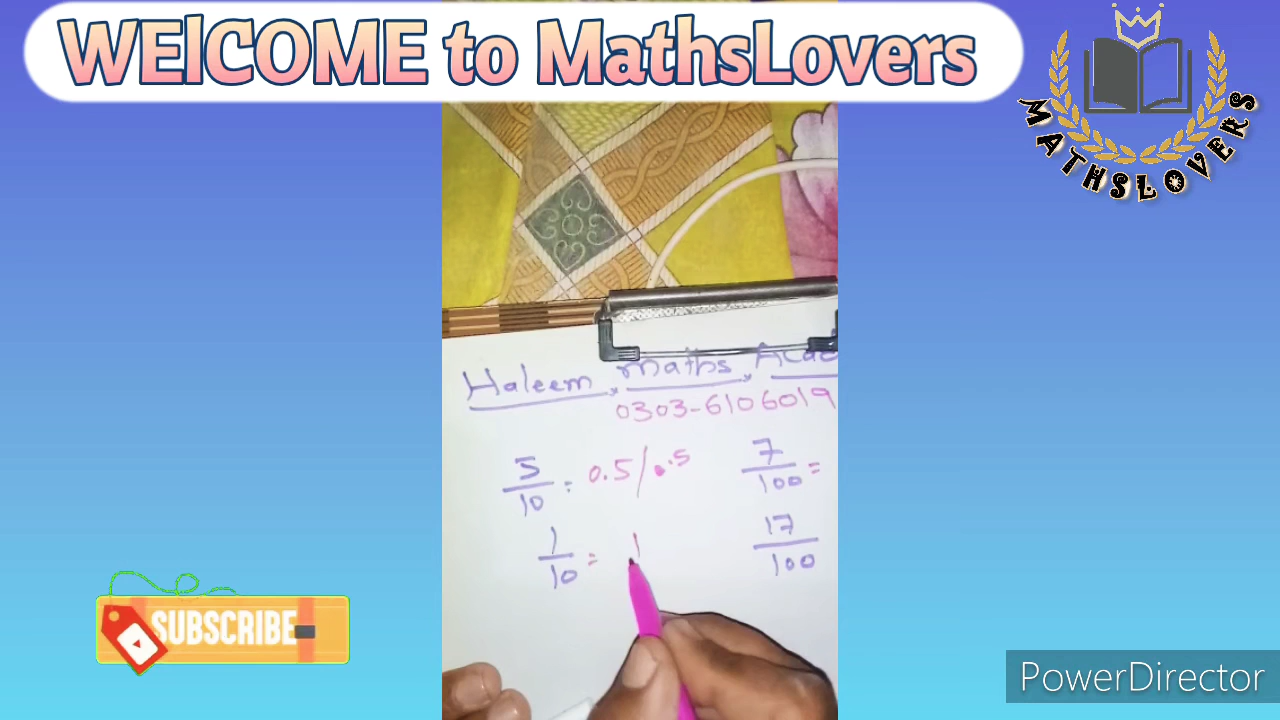 WElCOME to MathsLovers
MATHSLOVERS
Haleem Maths
0303-6106019
5/10 = 0.5/.5
7/100 =
1/10 = 1
17/100
SUBSCRIBE
PowerDirector